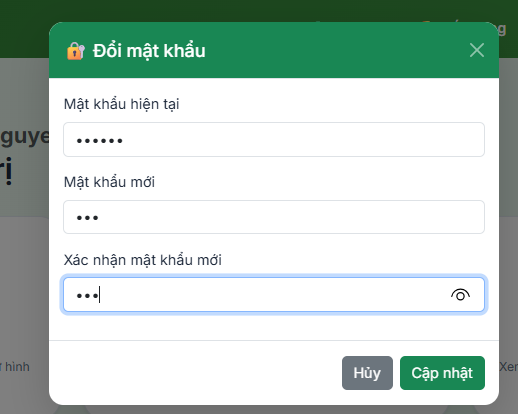 🔐 Đổi mật khẩu
Mật khẩu hiện tại
••••••
Mật khẩu mới
•••
Xác nhận mật khẩu mới
•••
Hủy
Cập nhật